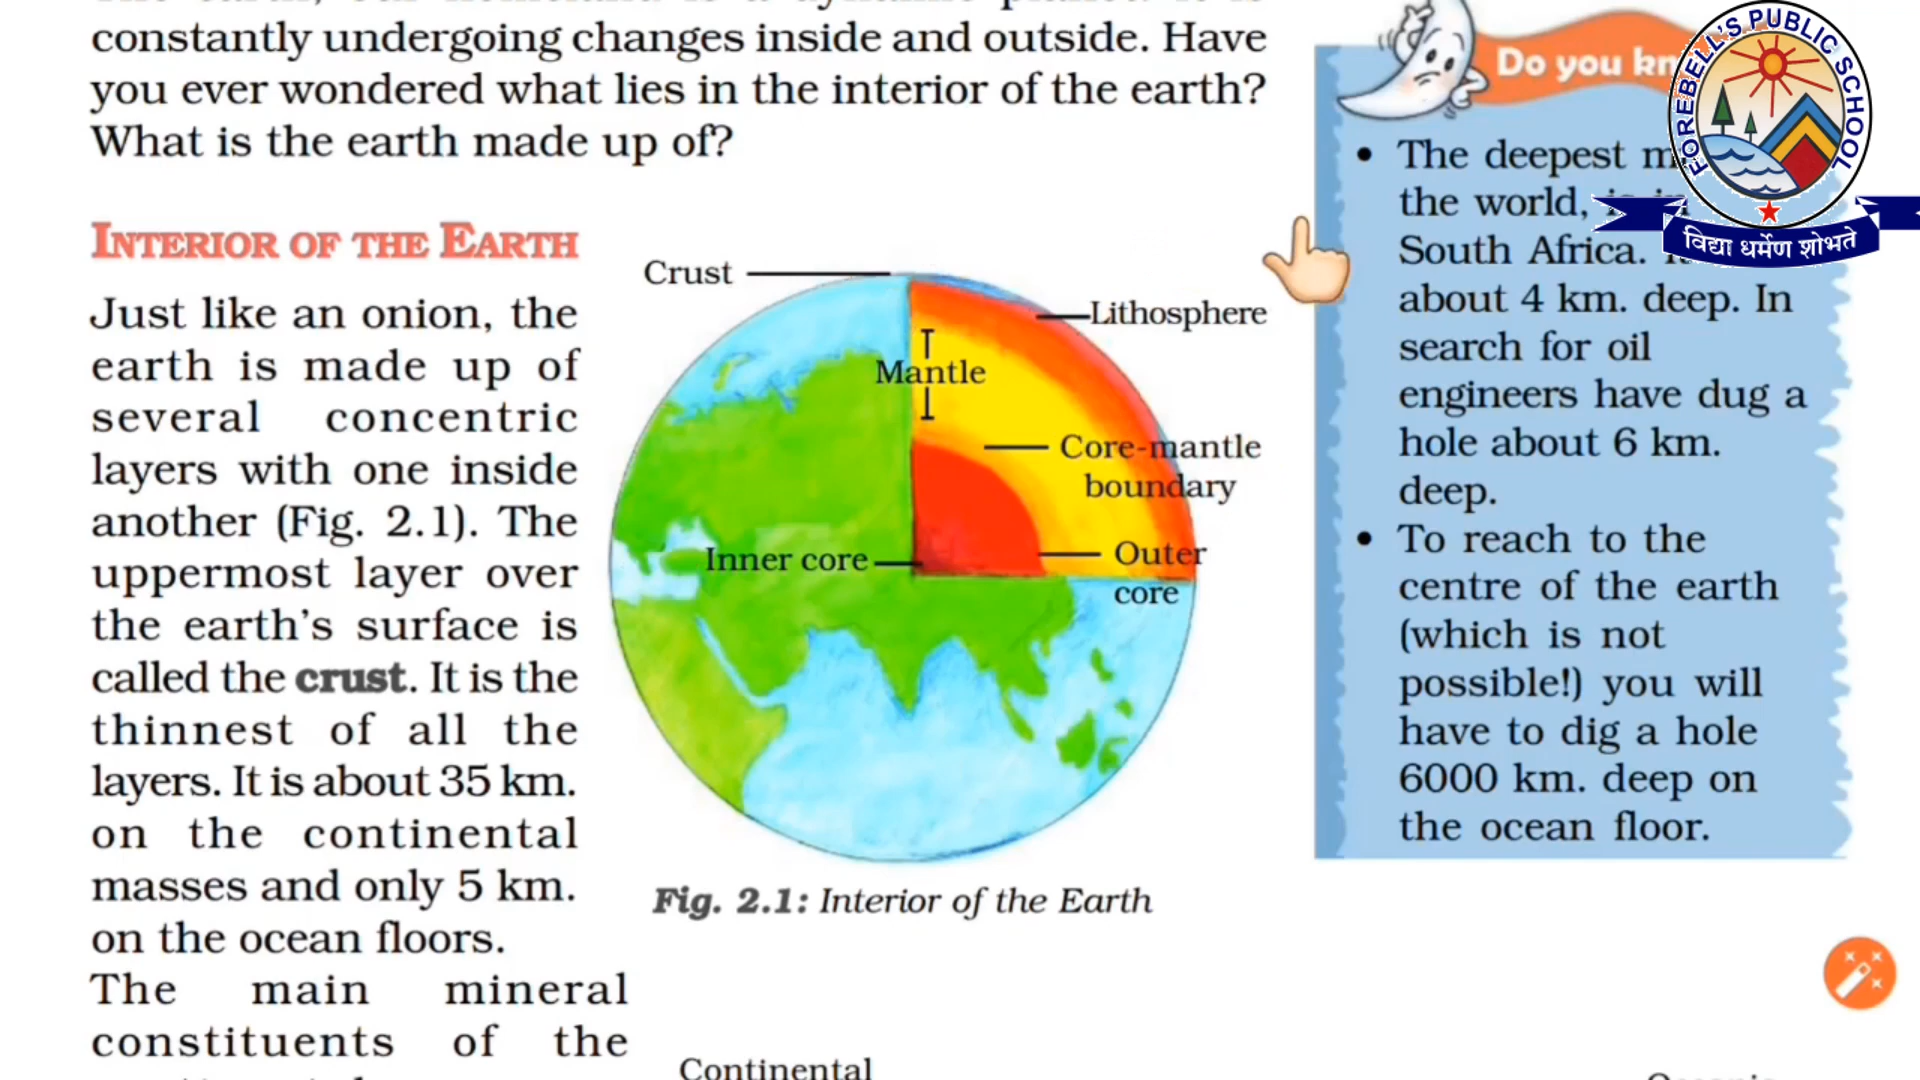 constantly undergoing changes inside and outside. Have
you ever wondered what lies in the interior of the earth?
What is the earth made up of?
INTERIOR OF THE EARTH
Just like an onion, the
earth is made up of
several concentric
layers with one inside
another (Fig. 2.1). The
uppermost layer over
the earth's surface is
called the crust. It is the
thinnest of all the
layers. It is about 35 km.
on the continental
masses and only 5 km.
on the ocean floors.
The main mineral
constituents of the
Crust
Lithosphere
Mantle
Core-mantle
boundary
Inner core
Outer
core
Fig. 2.1: Interior of the Earth
Continental
Do you
• The deepest
the world, is in
South Africa.
about 4 km. deep. In
search for oil
engineers have dug a
hole about 6 km.
deep.
• To reach to the
centre of the earth
(which is not
possible!) you will
have to dig a hole
6000 km. deep on
the ocean floor.
FOREBELL'S PUBLIC SCHOOL
विद्या धर्मेण शोभते